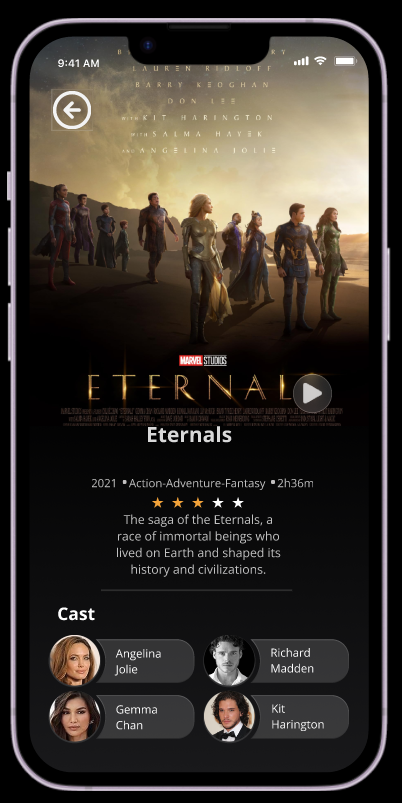 9:41 AM
LAUREN RIDLOFF
BARRY KEOGHAN
DON LEE
WITH KIT HARINGTON
WITH SALMA HAYEK
AND ANGELINA JOLIE
MARVEL STUDIOS
ETERNALS
Eternals
2021 •Action-Adventure-Fantasy •2h36m
The saga of the Eternals, a
race of immortal beings who
lived on Earth and shaped its
history and civilizations.
Cast
Angelina
Jolie
Richard
Madden
Gemma
Chan
Kit
Harington